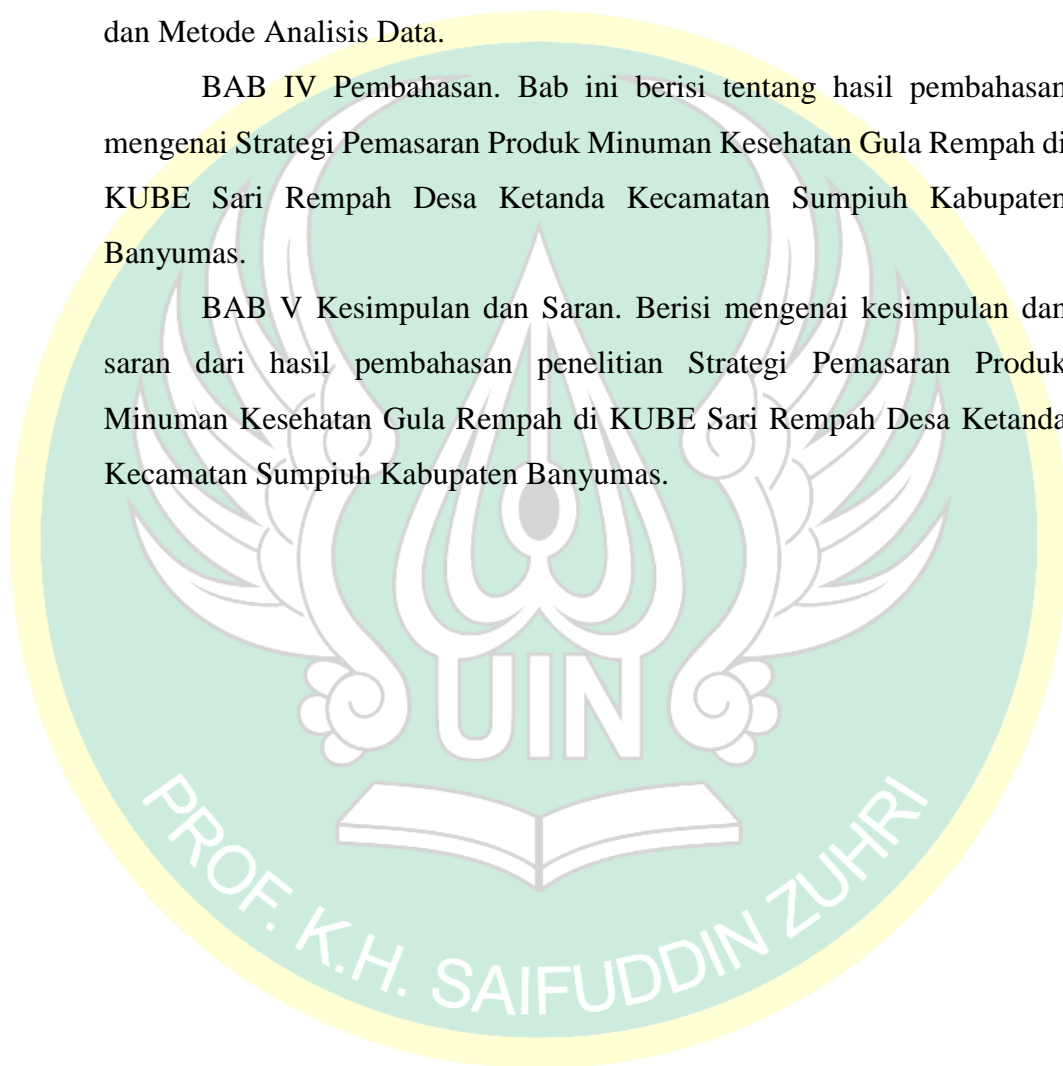 dan Metode Analisis Data.
BAB IV Pembahasan. Bab ini berisi tentang hasil pembahasan
mengenai Strategi Pemasaran Produk Minuman Kesehatan Gula Rempah di
KUBE Sari Rempah Desa Ketanda Kecamatan Sumpiuh Kabupaten
Banyumas.
BAB V Kesimpulan dan Saran. Berisi mengenai kesimpulan dan
saran dari hasil pembahasan penelitian Strategi Pemasaran Produk
Minuman Kesehatan Gula Rempah di KUBE Sari Rempah Desa Ketanda
Kecamatan Sumpiuh Kabupaten Banyumas.
UIN
PROF. K.H. SAIFUDDIN ZUHRI